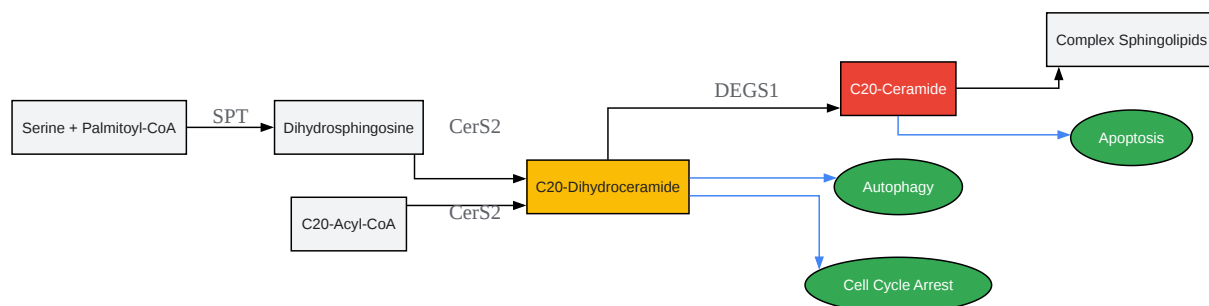 Complex Sphingolipids
C20-Ceramide
DEGS1
Serine + Palmitoyl-CoA
SPT
Dihydrosphingosine
CerS2
Apoptosis
C20-Dihydroceramide
Autophagy
C20-Acyl-CoA
CerS2
Cell Cycle Arrest